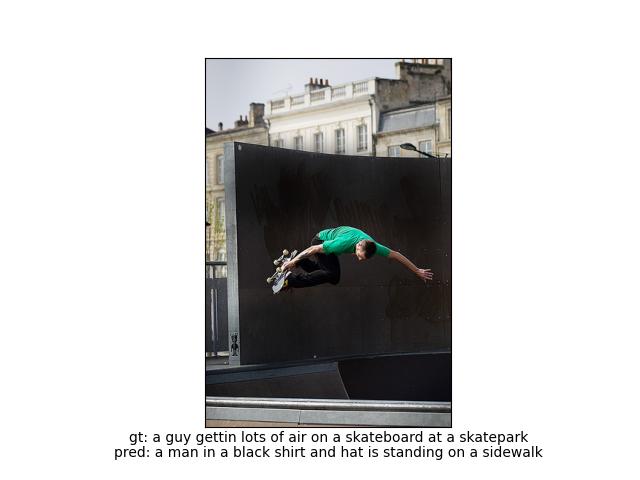 gt: a guy gettin lots of air on a skateboard at a skatepark
pred: a man in a black shirt and hat is standing on a sidewalk